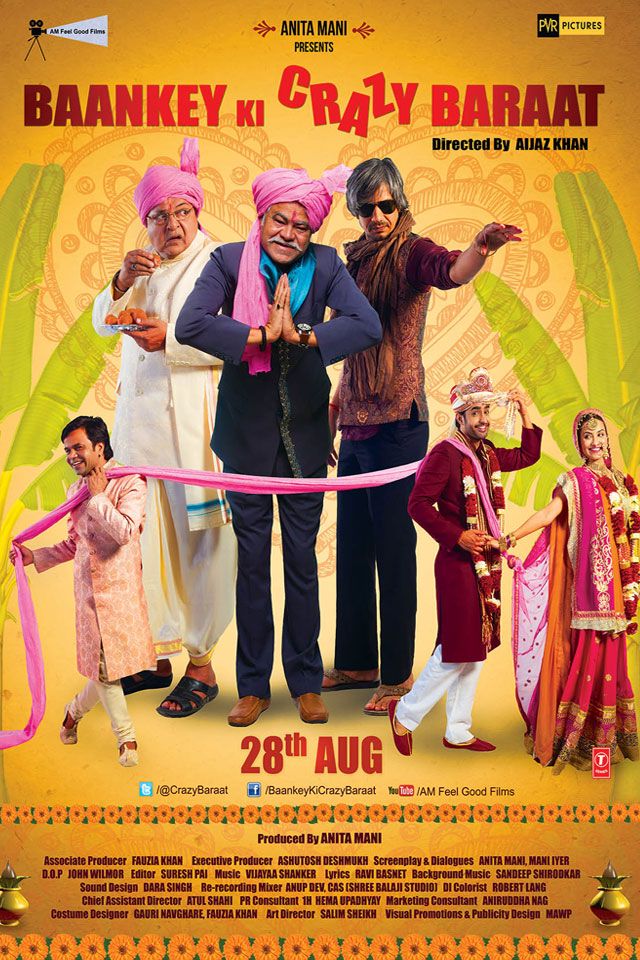 AM Feel Good Films
ANITA MANI
PRESENTS
PVR PICTURES
BAANKEY KI CRAZY BARAAT
Directed By AIJAZ KHAN
28th AUG
T
/@CrazyBaraat /BaankeyKiCrazyBaraat You Tube /AM Feel Good Films
Produced By ANITA MANI
Associate Producer FAUZIA KHAN Executive Producer ASHUTOSH DESHMUKH Screenplay & Dialogues ANITA MANI, MANI IYER
D.O.P JOHN WILMOR Editor SURESH PAI Music VIJAYAA SHANKER Lyrics RAVI BASNET Background Music SANDEEP SHIRODKAR
Sound Design DARA SINGH Re-recording Mixer ANUP DEV, CAS (SHREE BALAJI STUDIO) DI Colorist ROBERT LANG
Chief Assistant Director ATUL SHAHI PR Consultant 1H HEMA UPADHYAY Marketing Consultant ANIRUDDHA NAG
Costume Designer GAURI NAVGHARE, FAUZIA KHAN Art Director SALIM SHEIKH Visual Promotions & Publicity Design MAWP